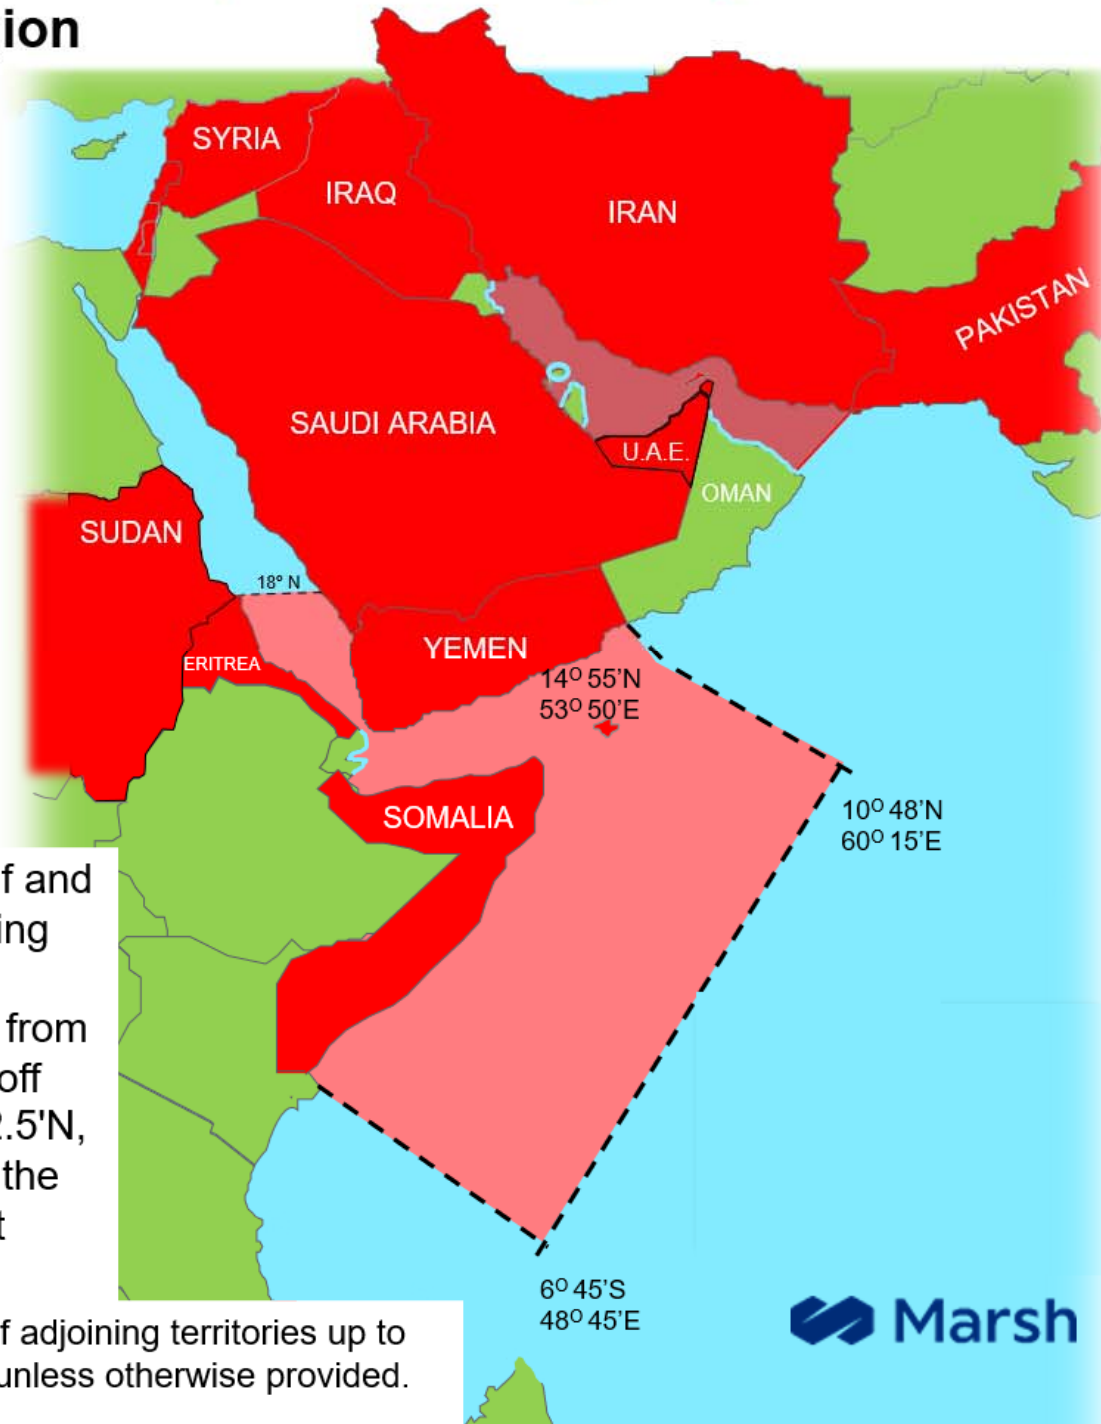 ion
SYRIA
IRAQ
IRAN
PAKISTAN
SAUDI ARABIA
U.A.E.
OMAN
SUDAN
18° N
ERITREA
YEMEN
14° 55’N
53° 50’E
10° 48’N
60° 15’E
SOMALIA
f and
ing
from
off
2.5'N,
the
t
6° 45’S
48° 45’E
f adjoining territories up to
unless otherwise provided.
Marsh